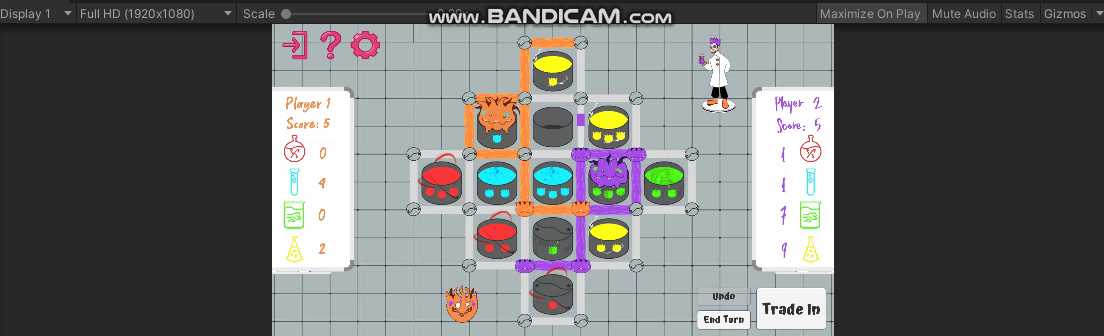 www.BANDICAM.com
Display 1 Full HD (1920x1080) Scale Maximize On Play Mute Audio Stats Gizmos
?
Player 1
Score: 5
0
4
0
2
Player 2
Score: 5
1
1
7
9
Undo
End Turn
Trade In